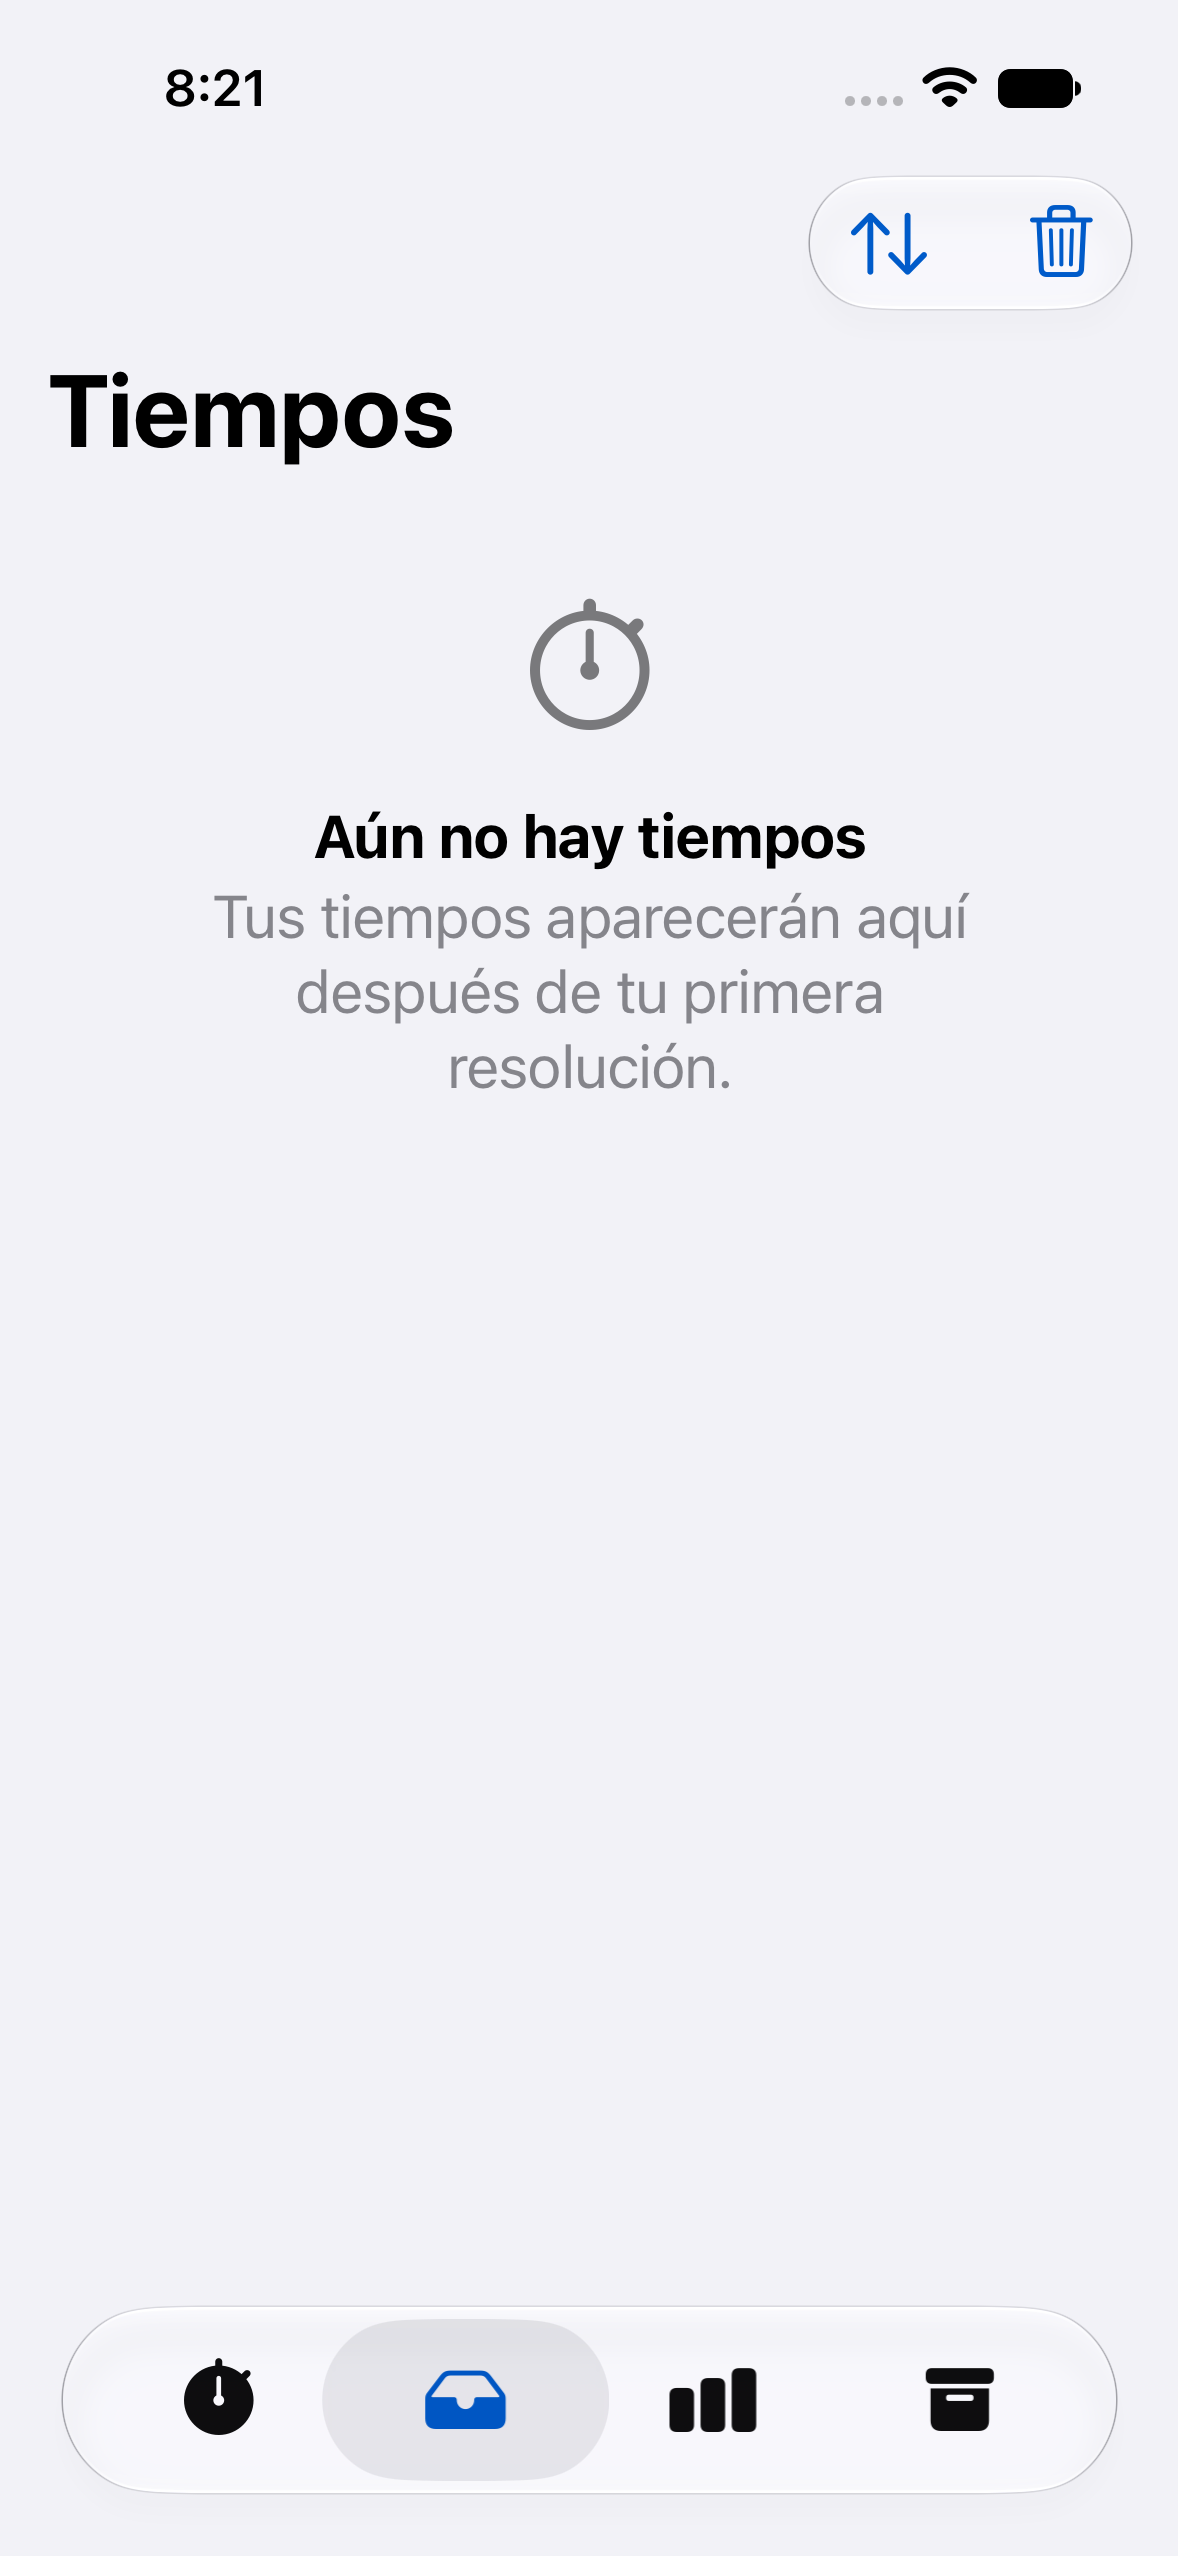 8:21
Tiempos
Aún no hay tiempos
Tus tiempos aparecerán aquí
después de tu primera
resolución.